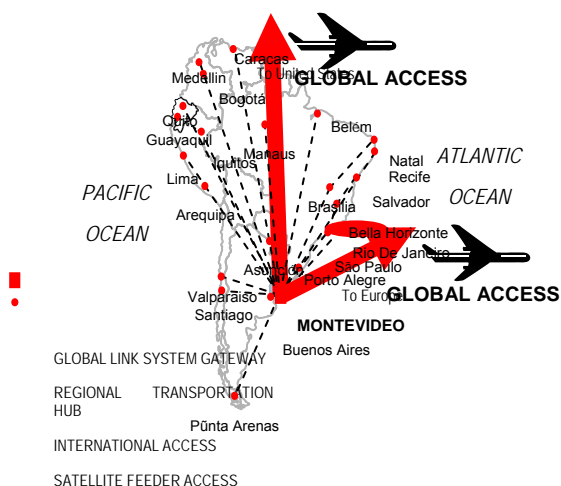 Caracas
To United States
GLOBAL ACCESS
Medellin
Bogotá
Quito
Belém
Guayaquil
Manaus
Iquitos
Natal
ATLANTIC
Lima
Recife
PACIFIC
Brasilia
Salvador
OCEAN
Arequipa
OCEAN
Bella Horizonte
Rio De Janeiro
Asunción
São Paulo
Porto Alegre
Valparaiso
To Europe
GLOBAL ACCESS
Santiago
MONTEVIDEO
Buenos Aires
GLOBAL LINK SYSTEM GATEWAY
REGIONAL TRANSPORTATION
HUB
Pũnta Arenas
INTERNATIONAL ACCESS
SATELLITE FEEDER ACCESS